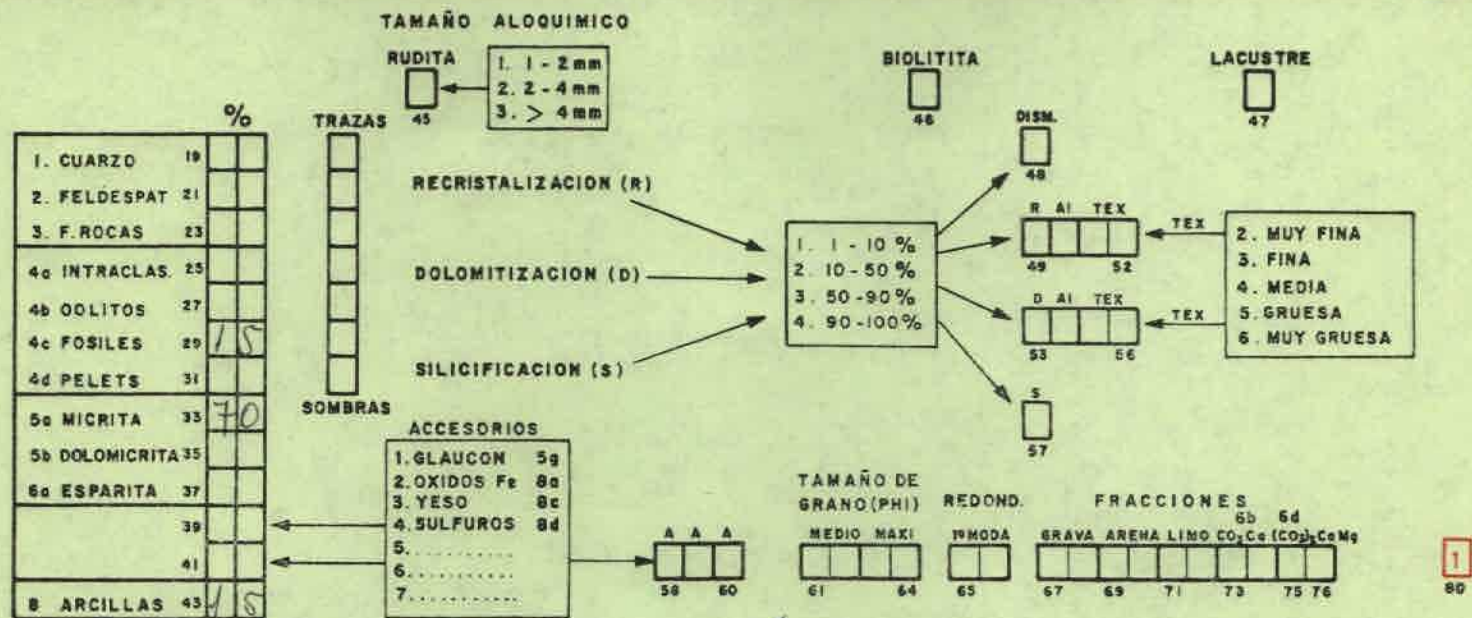 TAMAÑO ALOQUIMICO
RUDITA
45
1. 1 - 2 mm
2. 2 - 4 mm
3. > 4 mm
BIOLITITA
46
LACUSTRE
47
%
1. CUARZO 19
2. FELDESPAT 21
3. F. ROCAS 23
4a INTRACLAS. 25
4b OOLITOS 27
4c FOSILES 29 15
4d PELETS 31
5a MICRITA 33 70
5b DOLOMICRITA 35
6a ESPARITA 37
39
41
8 ARCILLAS 43 15
TRAZAS
SOMBRAS
RECRISTALIZACION (R)
DOLOMITIZACION (D)
SILICIFICACION (S)
1. 1 - 10 %
2. 10 - 50 %
3. 50 - 90 %
4. 90 - 100 %
DISM.
48
R AI TEX
49 52
D AI TEX
53 56
S
57
TEX
TEX
2. MUY FINA
3. FINA
4. MEDIA
5. GRUESA
6. MUY GRUESA
ACCESORIOS
1. GLAUCON 5g
2. OXIDOS Fe 8a
3. YESO 8c
4. SULFUROS 8d
5. ..........
6. ..........
7. ..........
A A A
58 60
TAMAÑO DE
GRANO (PHI)
MEDIO MAXI
61 64
REDOND.
1ª MODA
65
FRACCIONES
6b 6d
GRAVA ARENA LIMO CO₃Ca (CO₃)₂CaMg
67 69 71 73 75 76
1
80